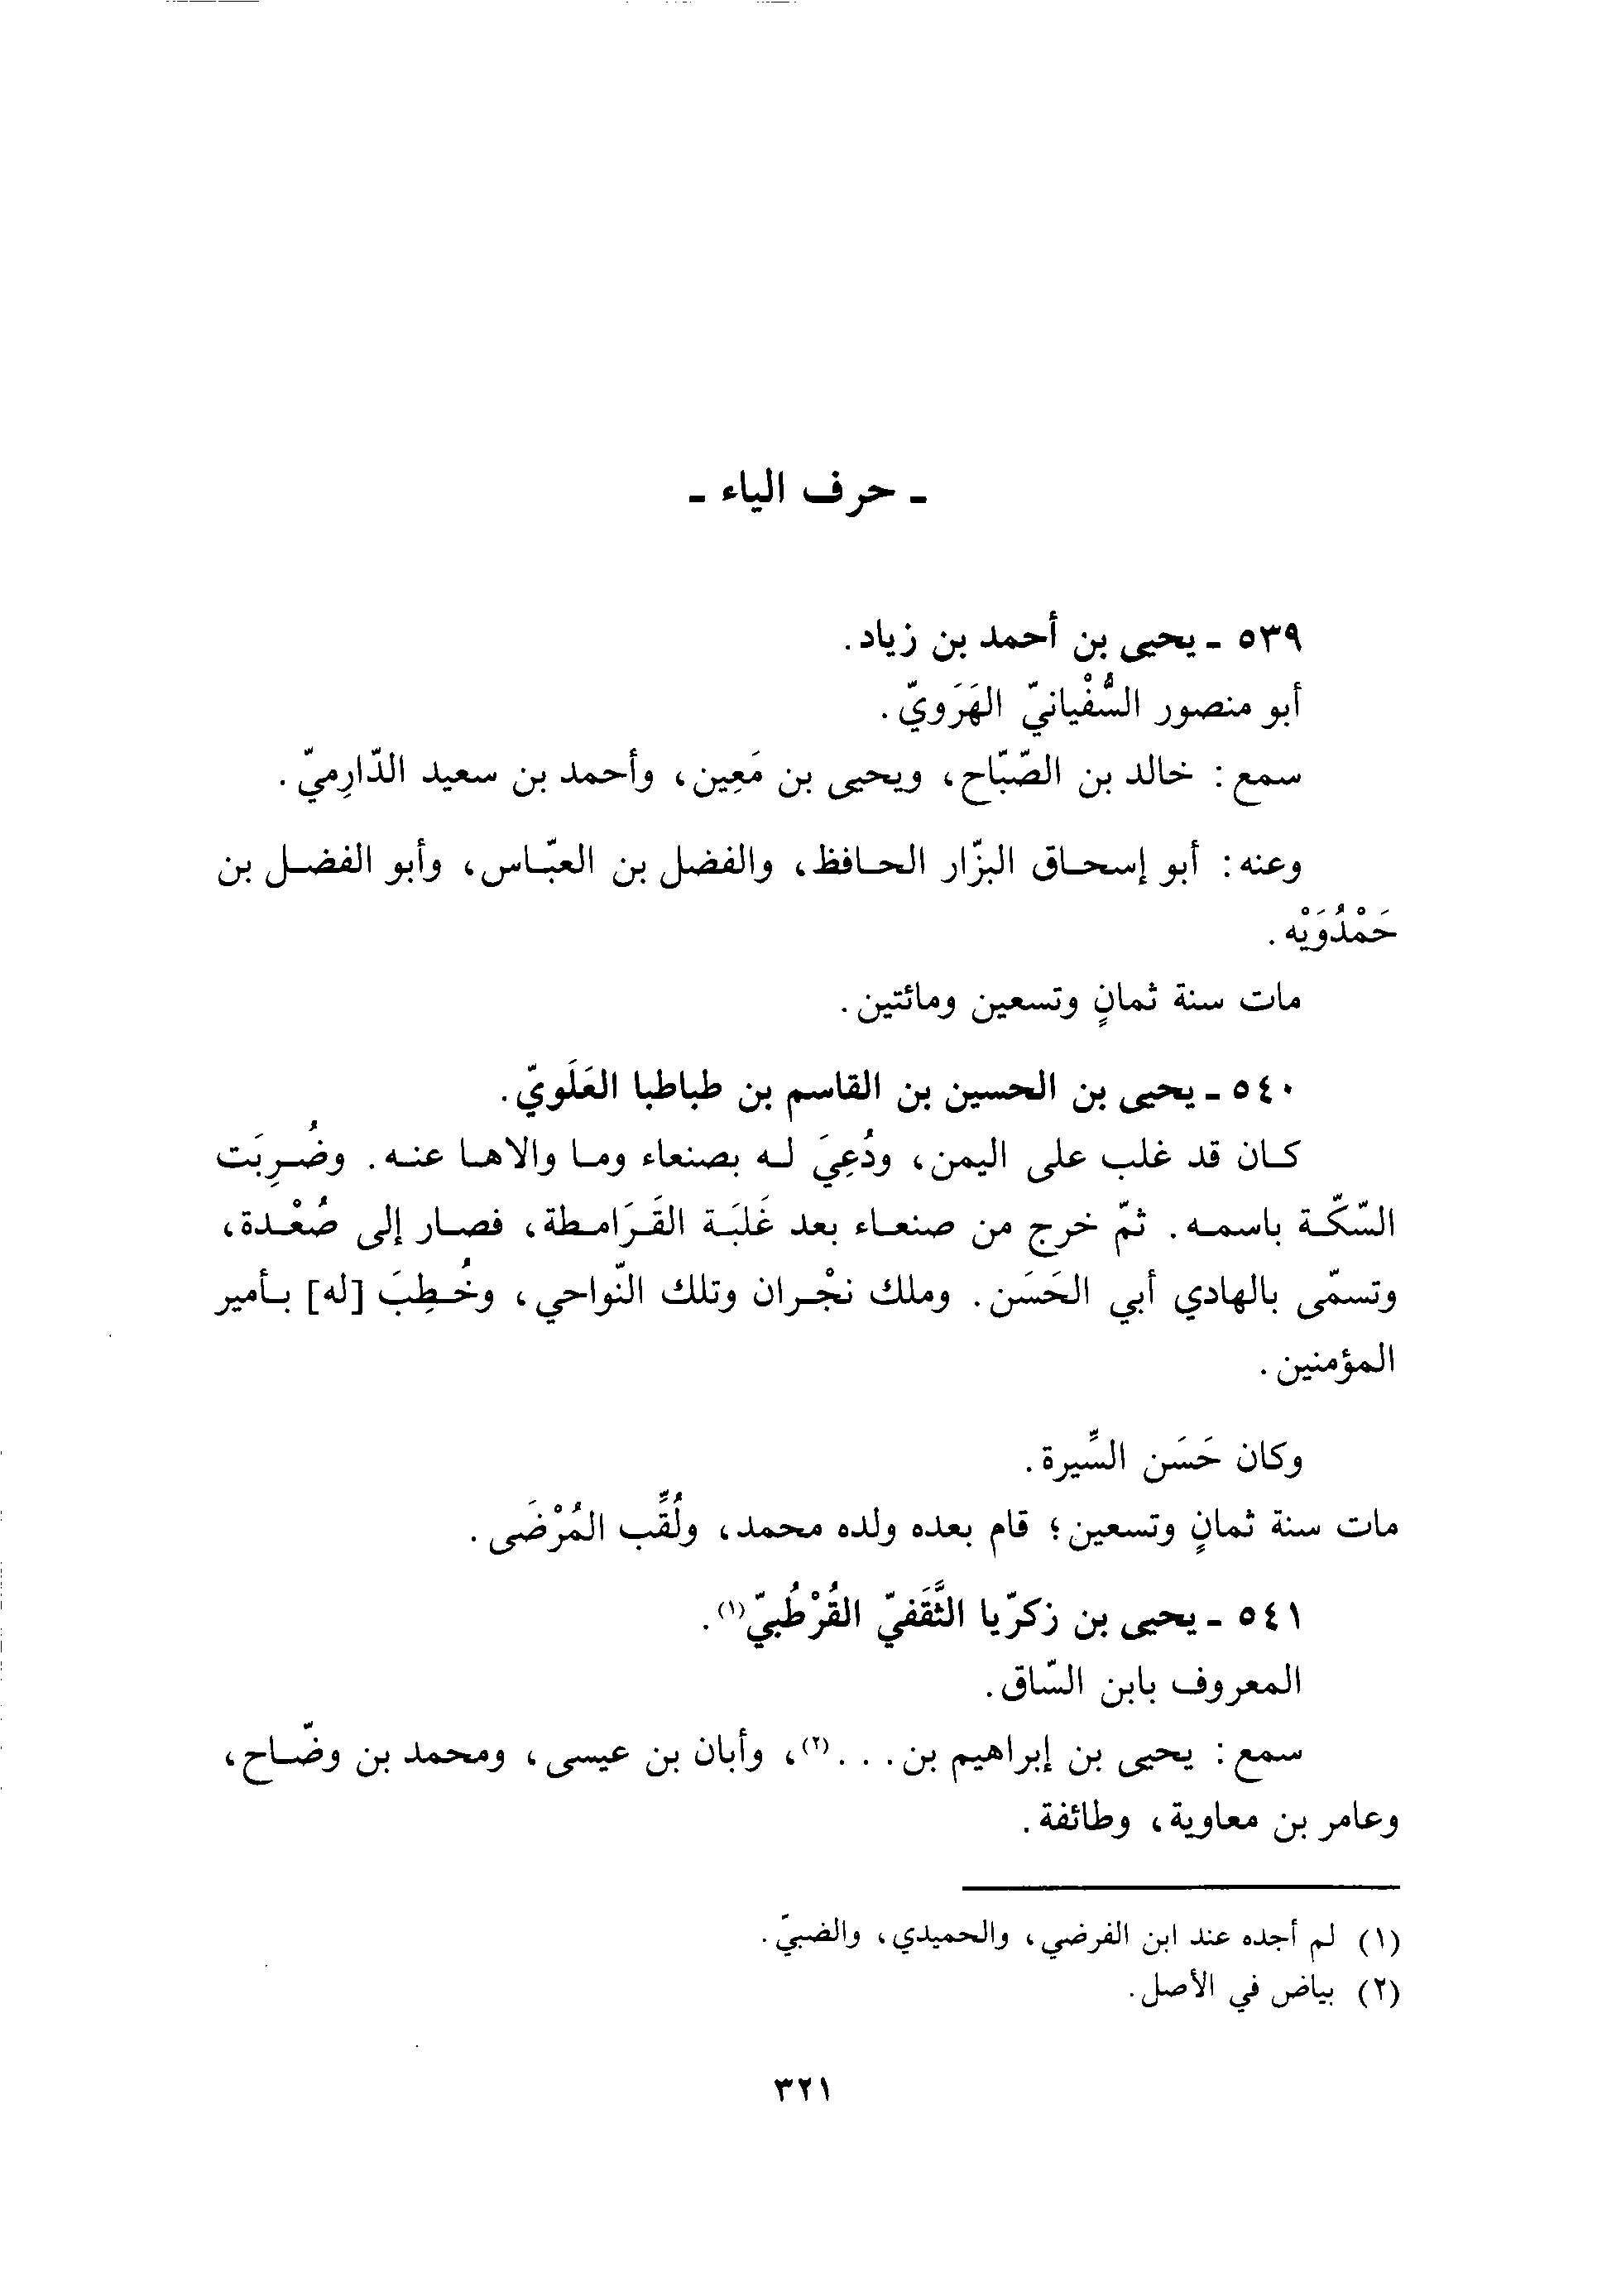 ـ حرف الياء ـ
٥٣٩ ـ يحيى بن أحمد بن زياد.
أبو منصور السُّفْيانيّ الهَرَويّ.
سمع: خالد بن الصّبّاح، ويحيى بن مَعِين، وأحمد بن سعيد الدّارِميّ.
وعنه: أبو إسحاق البزّار الحافظ، والفضل بن العبّاس، وأبو الفضل بن
حَمْدُوَيْه.
مات سنة ثمانٍ وتسعين ومائتين.
٥٤٠ ـ يحيى بن الحسين بن القاسم بن طباطبا العَلَويّ.
كان قد غلب على اليمن، ودُعِيَ له بصنعاء وما والاها عنه. وضُرِبَت
السّكّة باسمه. ثمّ خرج من صنعاء بعد غَلَبَة القَرَامطة، فصار إلى صُعْدة،
وتسمّى بالهادي أبي الحَسَن. وملك نجْران وتلك النّواحي، وخُطِبَ [له] بأمير
المؤمنين.
وكان حَسَن السِّيرة.
مات سنة ثمانٍ وتسعين؛ قام بعده ولده محمد، ولُقِّب المُرْضَى.
٥٤١ ـ يحيى بن زكرّيا الثَّقَفيّ القُرْطُبيّ(١).
المعروف بابن السّاق.
سمع: يحيى بن إبراهيم بن. . .(٢)، وأبان بن عيسى، ومحمد بن وضّاح،
وعامر بن معاوية، وطائفة.
(١) لم أجده عند ابن الفرضي، والحميدي، والضبيّ.
(٢) بياض في الأصل.
٣٢١